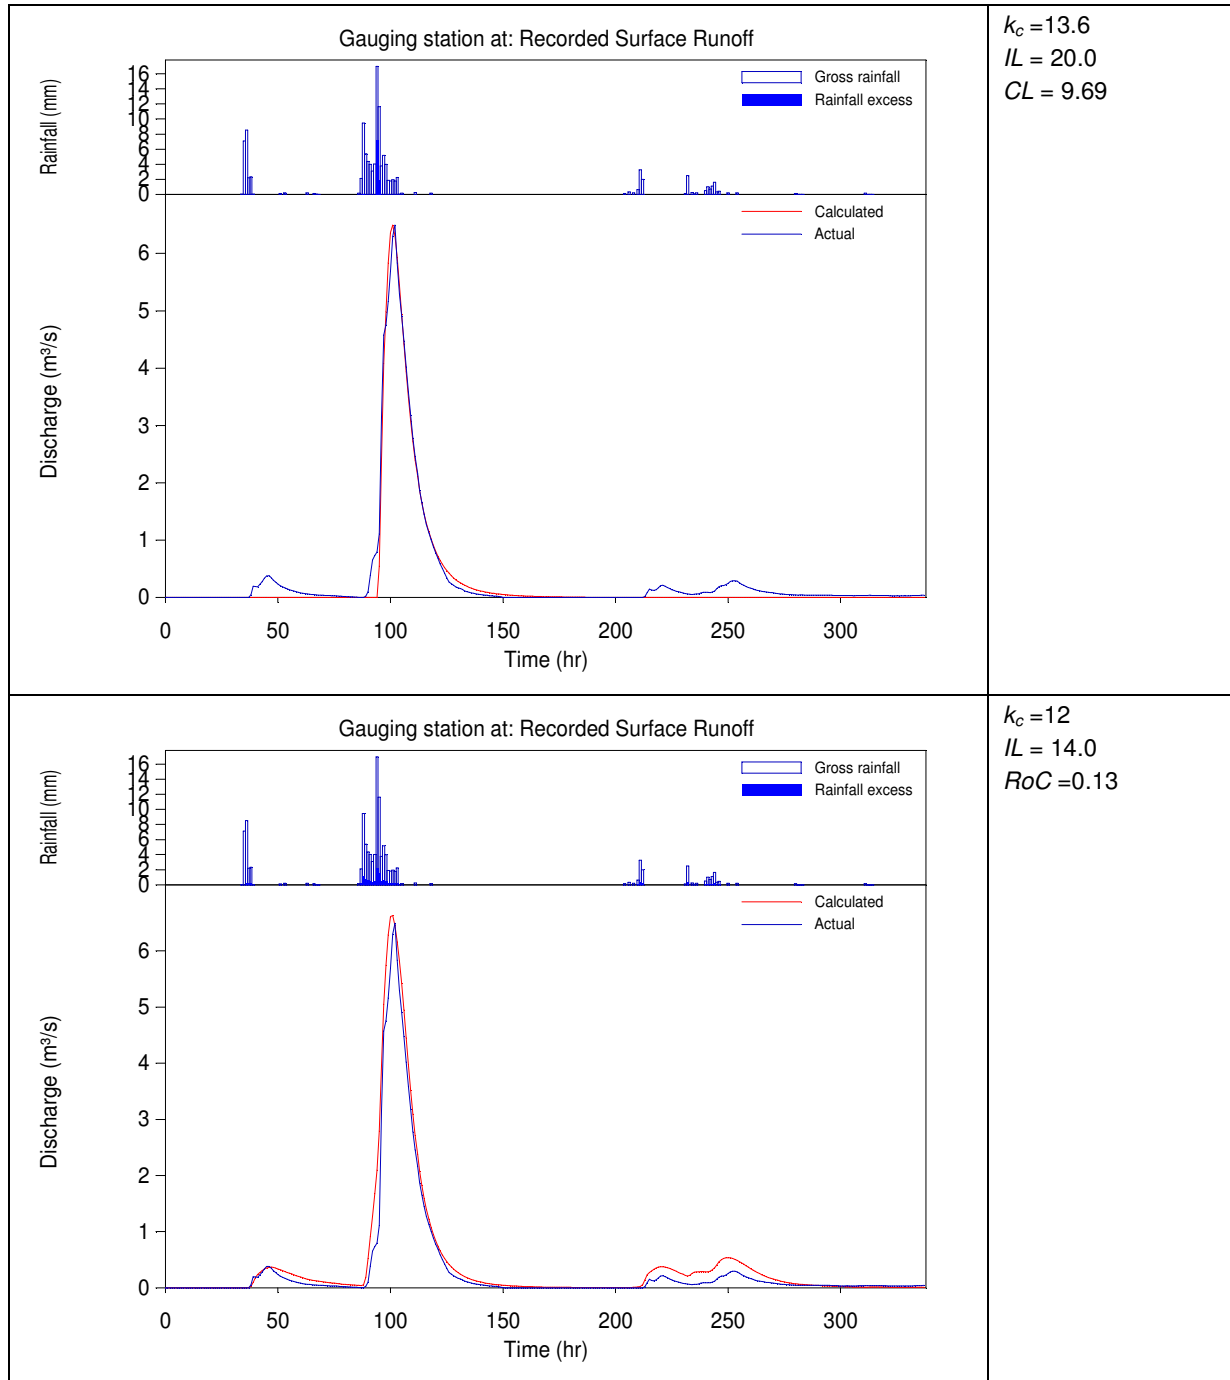 Gauging station at: Recorded Surface Runoff
Rainfall (mm)
16
14
12
10
8
6
4
2
0
Gross rainfall
Rainfall excess
Discharge (m³/s)
6
5
4
3
2
1
0
Calculated
Actual
0 50 100 150 200 250 300
Time (hr)
kc =13.6
IL = 20.0
CL = 9.69
Gauging station at: Recorded Surface Runoff
Rainfall (mm)
16
14
12
10
8
6
4
2
0
Gross rainfall
Rainfall excess
Discharge (m³/s)
6
5
4
3
2
1
0
Calculated
Actual
0 50 100 150 200 250 300
Time (hr)
kc =12
IL = 14.0
RoC =0.13